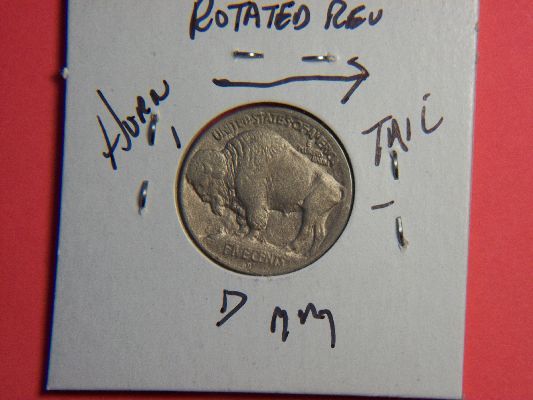 ROTATED REV
HORN
TAIL
UNITED STATES OF AMERICA
FIVE CENTS
D
D MM